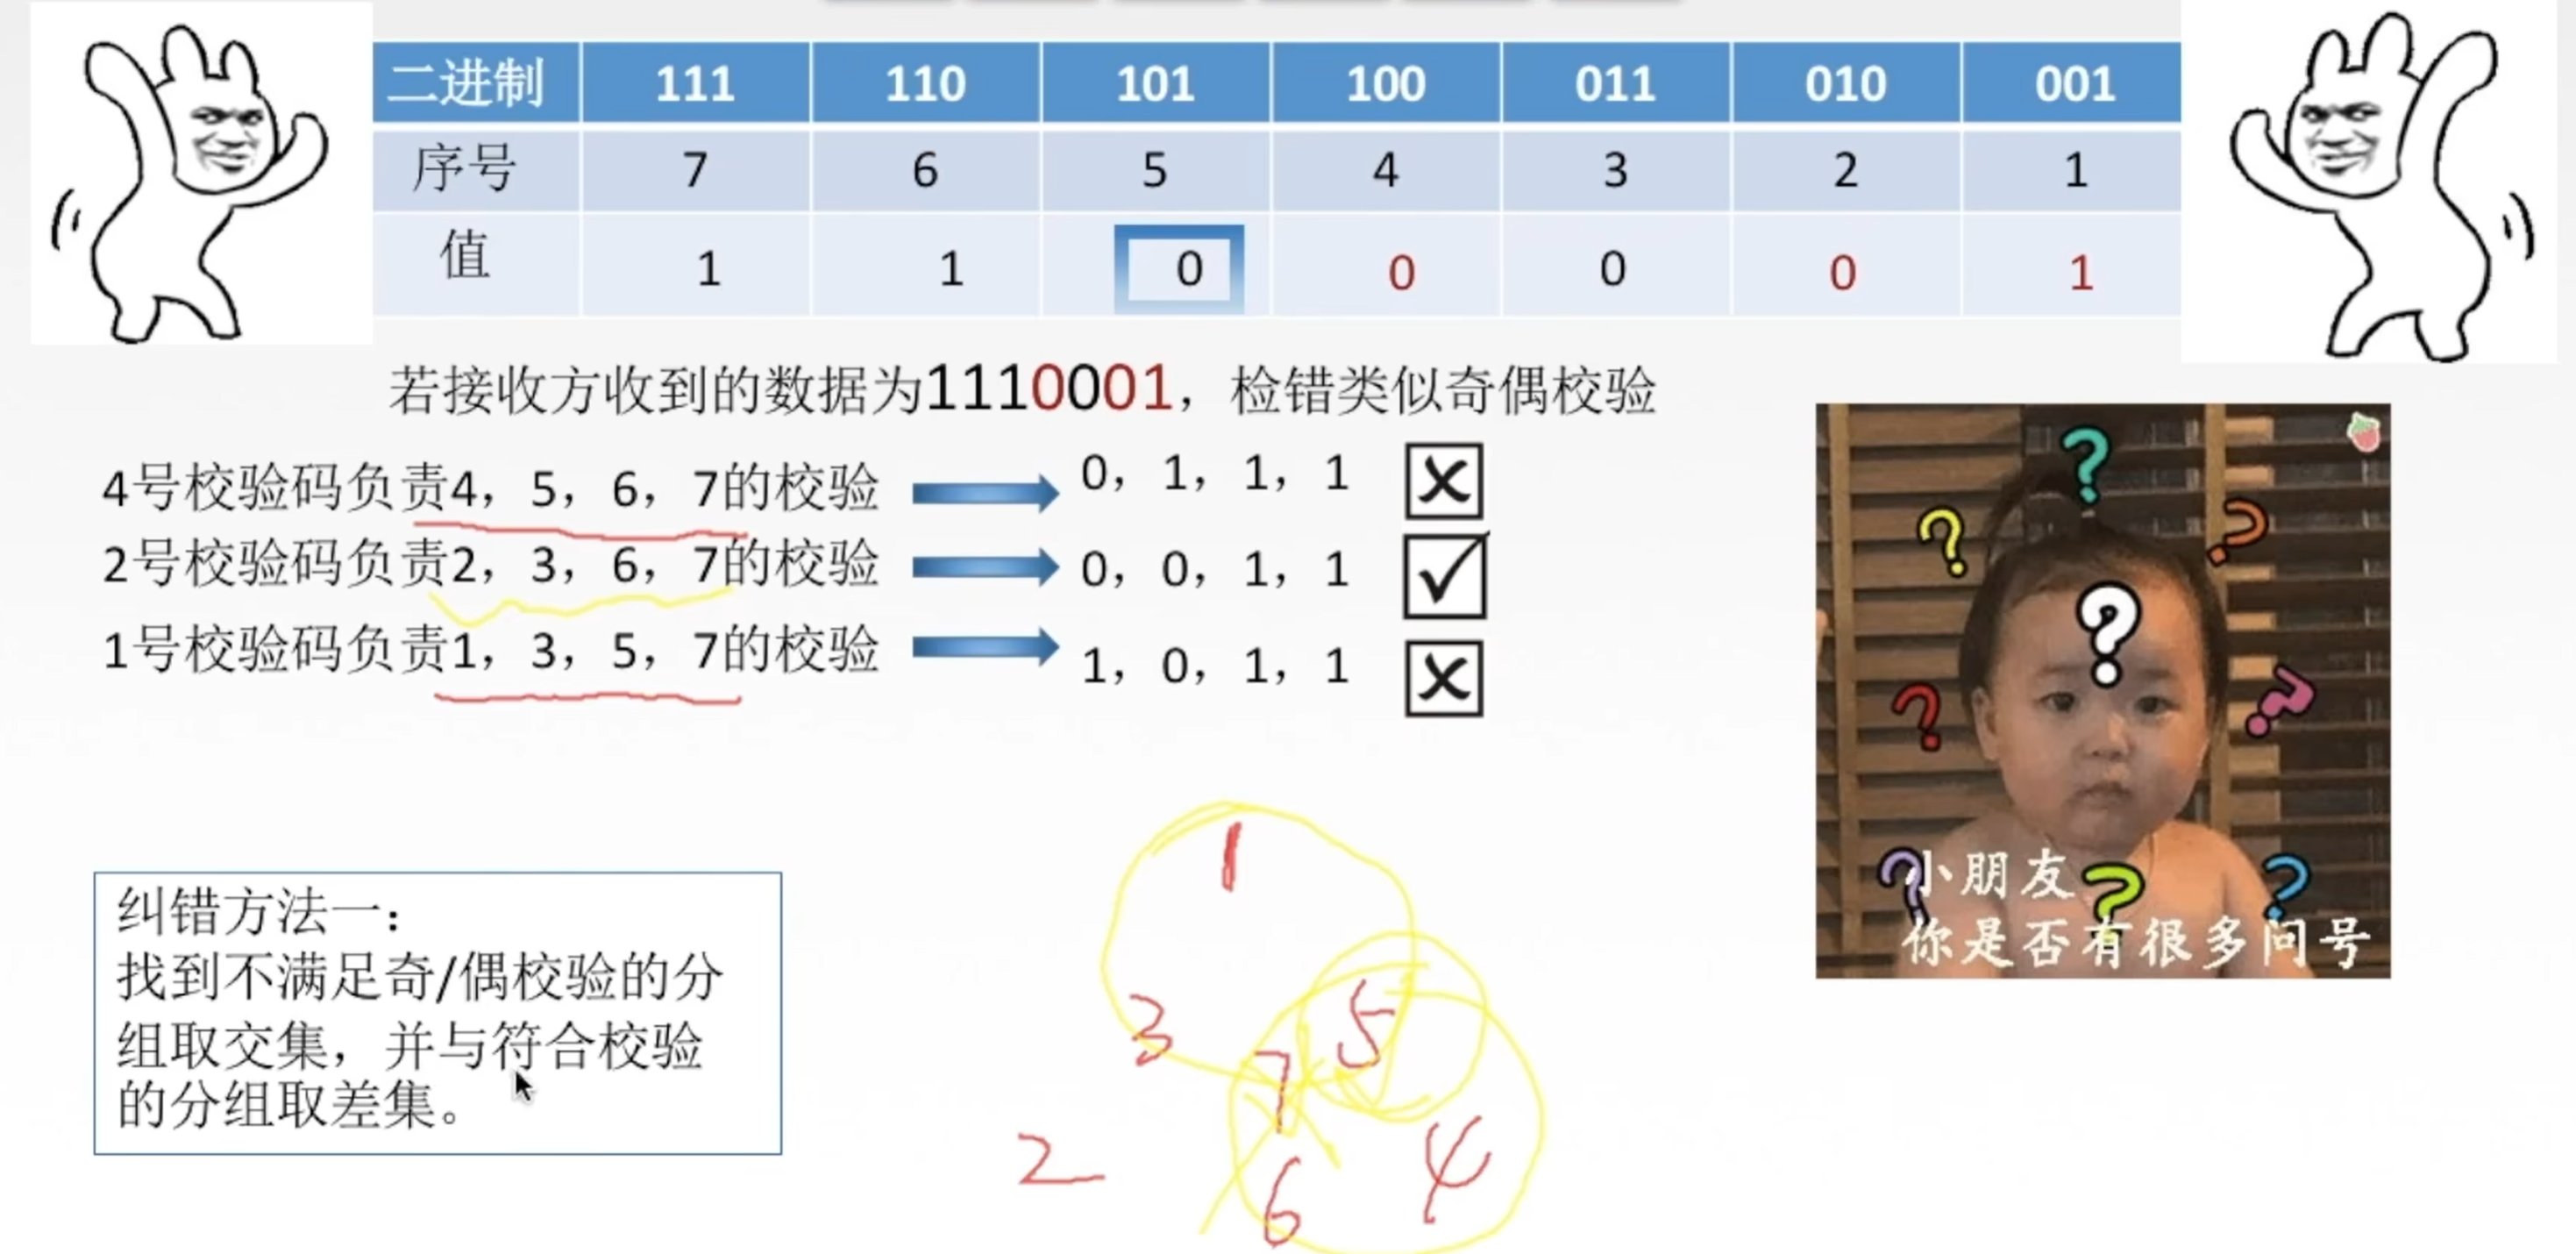 二进制 111 110 101 100 011 010 001
序号 7 6 5 4 3 2 1
值 1 1 0 0 0 0 1
若接收方收到的数据为1110001，检错类似奇偶校验
4号校验码负责4，5，6，7的校验 0，1，1，1
2号校验码负责2，3，6，7的校验 0，0，1，1
1号校验码负责1，3，5，7的校验 1，0，1，1
纠错方法一：
找到不满足奇/偶校验的分
组取交集，并与符合校验
的分组取差集。
1
3 5
7
2 6 4
? ? ? ? ? ? ? ? ?
小朋友
你是否有很多问号